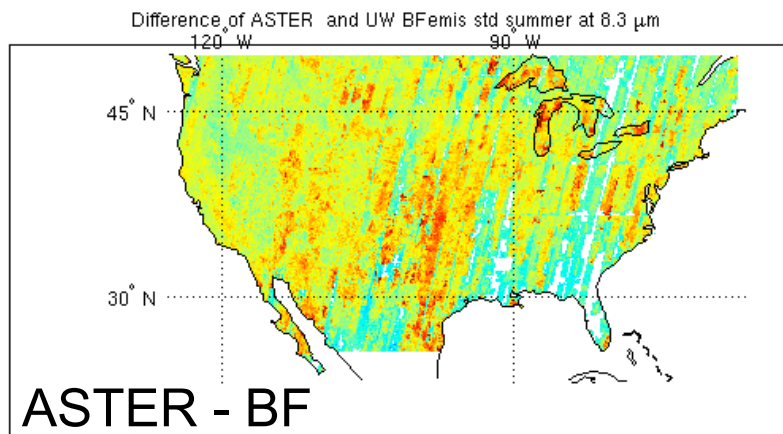 Difference of ASTER and UW BFemis std summer at 8.3 μm
120° W 90° W
45° N
30° N
ASTER - BF